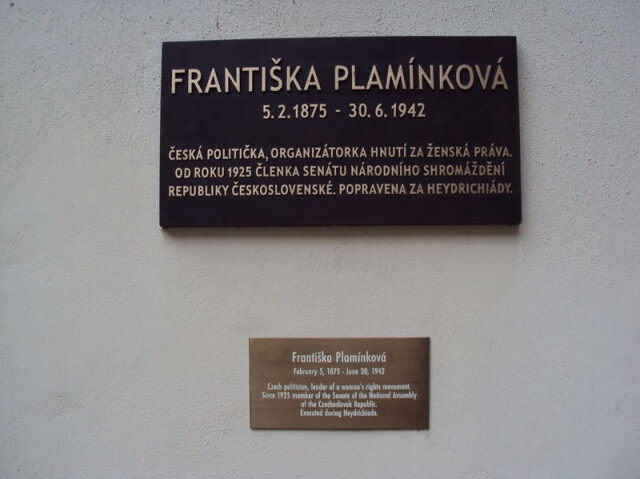 FRANTIŠKA PLAMÍNKOVÁ
5. 2. 1875 - 30. 6. 1942
ČESKÁ POLITIČKA, ORGANIZÁTORKA HNUTÍ ZA ŽENSKÁ PRÁVA.
OD ROKU 1925 ČLENKA SENÁTU NÁRODNÍHO SHROMÁŽDĚNÍ
REPUBLIKY ČESKOSLOVENSKÉ. POPRAVENA ZA HEYDRICHIÁDY.
Františka Plamínková
February 5, 1875 - June 30, 1942
Czech politician, leader of a woman's rights movement.
Since 1925 member of the Senate of the National Assembly
of the Czechoslovak Republic.
Executed during Heydrichiade.